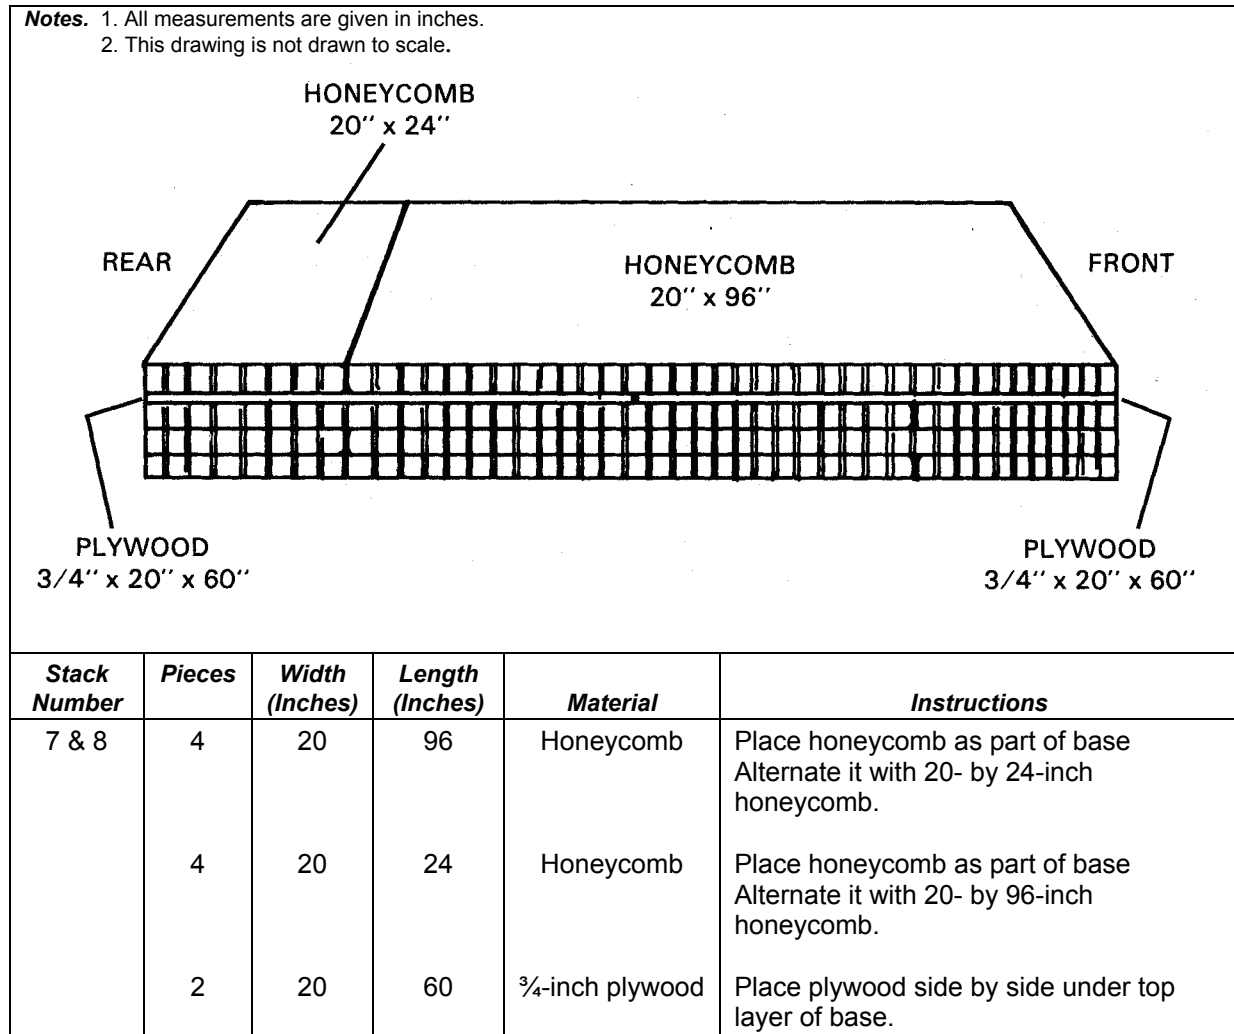 Notes. 1. All measurements are given in inches.
2. This drawing is not drawn to scale.
HONEYCOMB
20" x 24"
REAR
HONEYCOMB
20" x 96"
FRONT
PLYWOOD
3/4" x 20" x 60"
PLYWOOD
3/4" x 20" x 60"
Stack Number Pieces Width (Inches) Length (Inches) Material Instructions
7 & 8 4 20 96 Honeycomb Place honeycomb as part of base
Alternate it with 20- by 24-inch
honeycomb.
4 20 24 Honeycomb Place honeycomb as part of base
Alternate it with 20- by 96-inch
honeycomb.
2 20 60 ¾-inch plywood Place plywood side by side under top
layer of base.